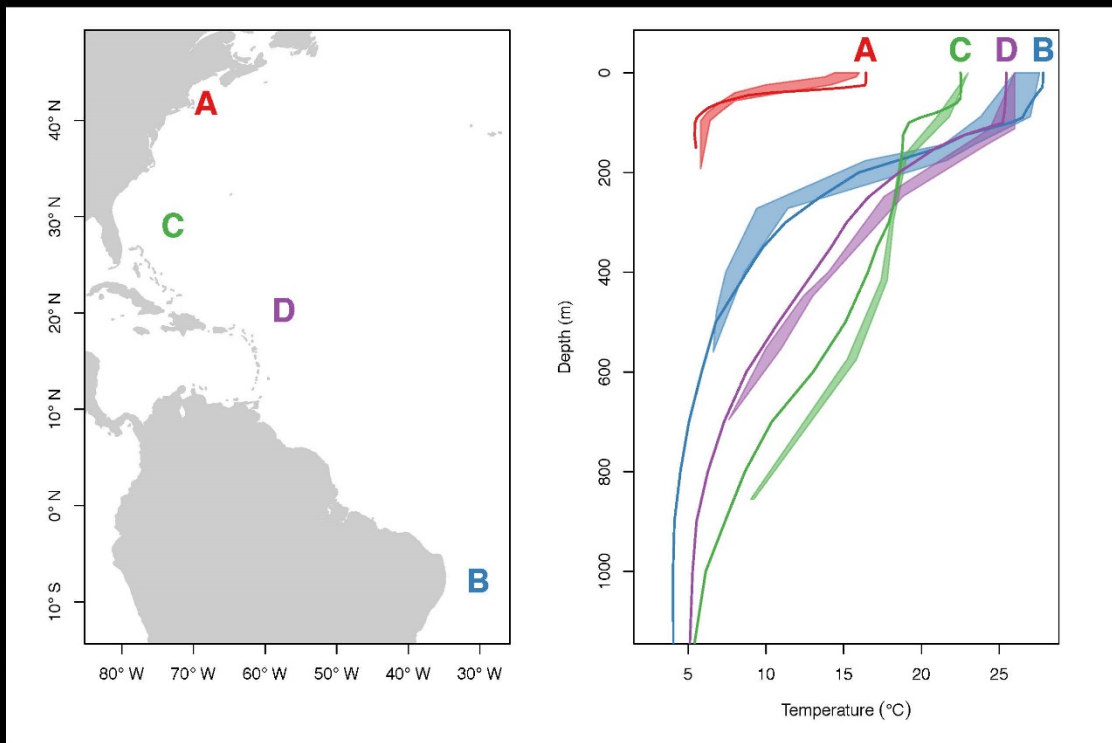 A
C
D
B
40° N
30° N
20° N
10° N
0° N
10° S
80° W 70° W 60° W 50° W 40° W 30° W
A C D B
0
200
400
600
800
1000
Depth (m)
5 10 15 20 25
Temperature (°C)